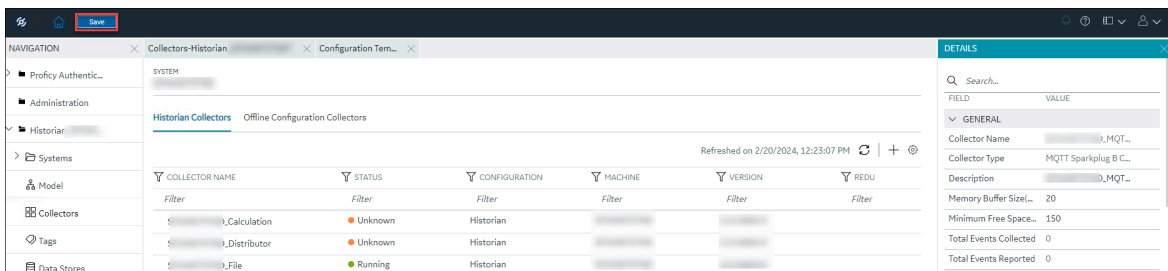 Save
NAVIGATION
Collectors-Historian
Configuration Tem...
DETAILS
Proficy Authentic...
Administration
Historian
Systems
Model
Collectors
Tags
Data Stores
SYSTEM
Historian Collectors Offline Configuration Collectors
Refreshed on 2/20/2024, 12:23:07 PM
COLLECTOR NAME STATUS CONFIGURATION MACHINE VERSION REDU
Filter Filter Filter Filter Filter Filter
_Calculation Unknown Historian
_Distributor Unknown Historian
_File Running Historian
Search...
FIELD VALUE
GENERAL
Collector Name _MQT...
Collector Type MQTT Sparkplug B C...
Description _MQT...
Memory Buffer Size(... 20
Minimum Free Space... 150
Total Events Collected 0
Total Events Reported 0